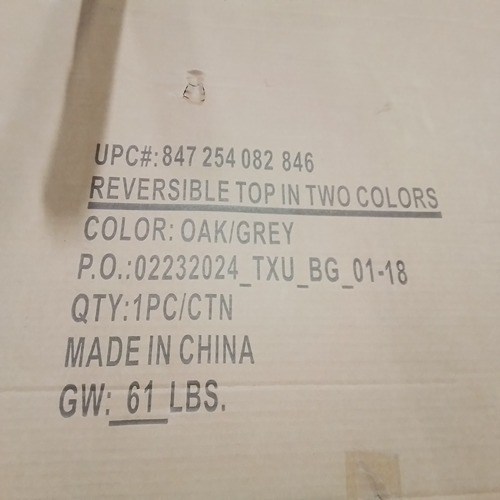 UPC#: 847 254 082 846
REVERSIBLE TOP IN TWO COLORS
COLOR: OAK/GREY
P.O.:02232024_TXU_BG_01-18
QTY:1PC/CTN
MADE IN CHINA
GW: 61 LBS.